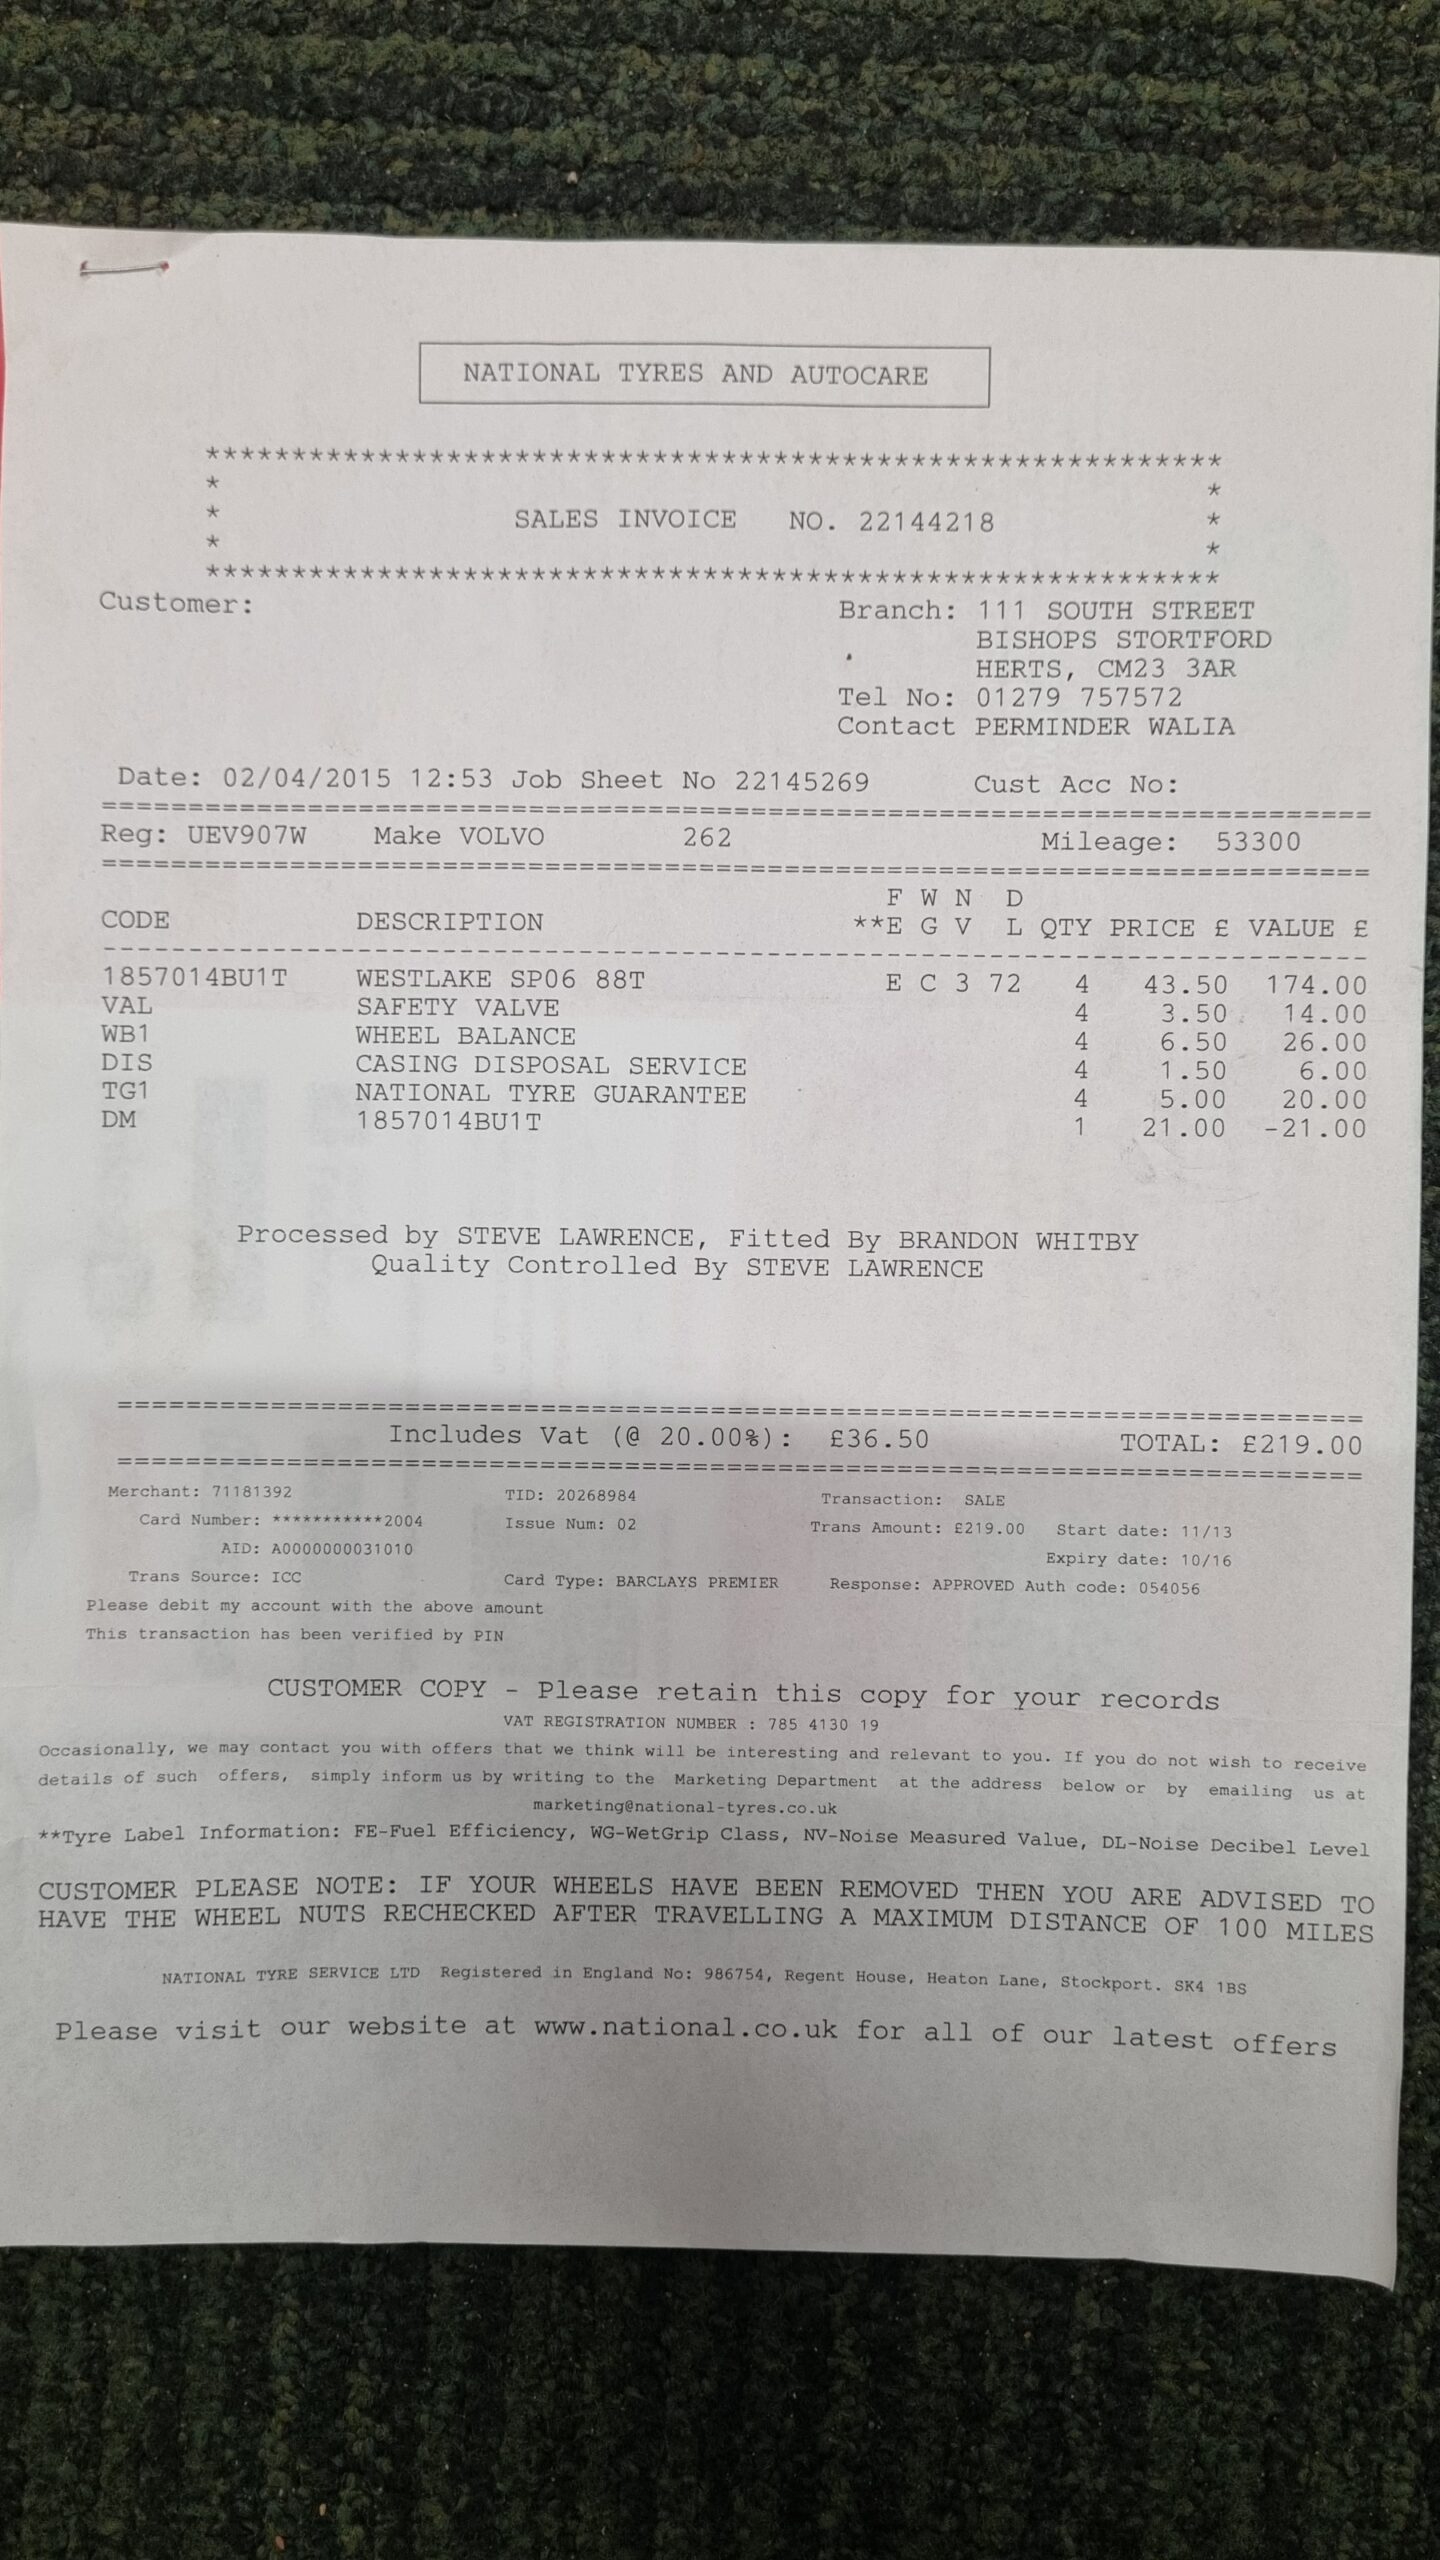 NATIONAL TYRES AND AUTOCARE
***********************************************************
* *
* SALES INVOICE NO. 22144218 *
* *
***********************************************************
Customer:
Branch: 111 SOUTH STREET
BISHOPS STORTFORD
HERTS, CM23 3AR
Tel No: 01279 757572
Contact PERMINDER WALIA
Date: 02/04/2015 12:53 Job Sheet No 22145269 Cust Acc No:
Reg: UEV907W Make VOLVO 262 Mileage: 53300
F W N D
CODE DESCRIPTION **E G V L QTY PRICE £ VALUE £
1857014BU1T WESTLAKE SP06 88T E C 3 72 4 43.50 174.00
VAL SAFETY VALVE 4 3.50 14.00
WB1 WHEEL BALANCE 4 6.50 26.00
DIS CASING DISPOSAL SERVICE 4 1.50 6.00
TG1 NATIONAL TYRE GUARANTEE 4 5.00 20.00
DM 1857014BU1T 1 21.00 -21.00
Processed by STEVE LAWRENCE, Fitted By BRANDON WHITBY
Quality Controlled By STEVE LAWRENCE
Includes Vat (@ 20.00%): £36.50 TOTAL: £219.00
Merchant: 71181392 TID: 20268984 Transaction: SALE
Card Number: ***********2004 Issue Num: 02 Trans Amount: £219.00 Start date: 11/13
AID: A0000000031010 Expiry date: 10/16
Trans Source: ICC Card Type: BARCLAYS PREMIER Response: APPROVED Auth code: 054056
Please debit my account with the above amount
This transaction has been verified by PIN
CUSTOMER COPY - Please retain this copy for your records
VAT REGISTRATION NUMBER : 785 4130 19
Occasionally, we may contact you with offers that we think will be interesting and relevant to you. If you do not wish to receive
details of such offers, simply inform us by writing to the Marketing Department at the address below or by emailing us at
marketing@national-tyres.co.uk
**Tyre Label Information: FE-Fuel Efficiency, WG-WetGrip Class, NV-Noise Measured Value, DL-Noise Decibel Level
CUSTOMER PLEASE NOTE: IF YOUR WHEELS HAVE BEEN REMOVED THEN YOU ARE ADVISED TO
HAVE THE WHEEL NUTS RECHECKED AFTER TRAVELLING A MAXIMUM DISTANCE OF 100 MILES
NATIONAL TYRE SERVICE LTD Registered in England No: 986754, Regent House, Heaton Lane, Stockport. SK4 1BS
Please visit our website at www.national.co.uk for all of our latest offers